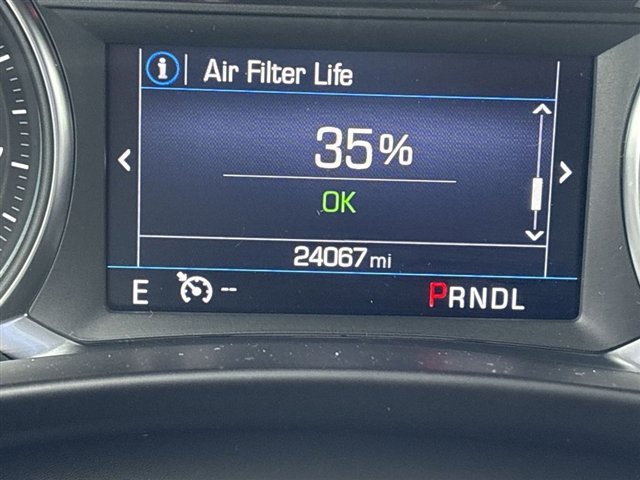 i Air Filter Life
35%
OK
24067 mi
E -- PRNDL